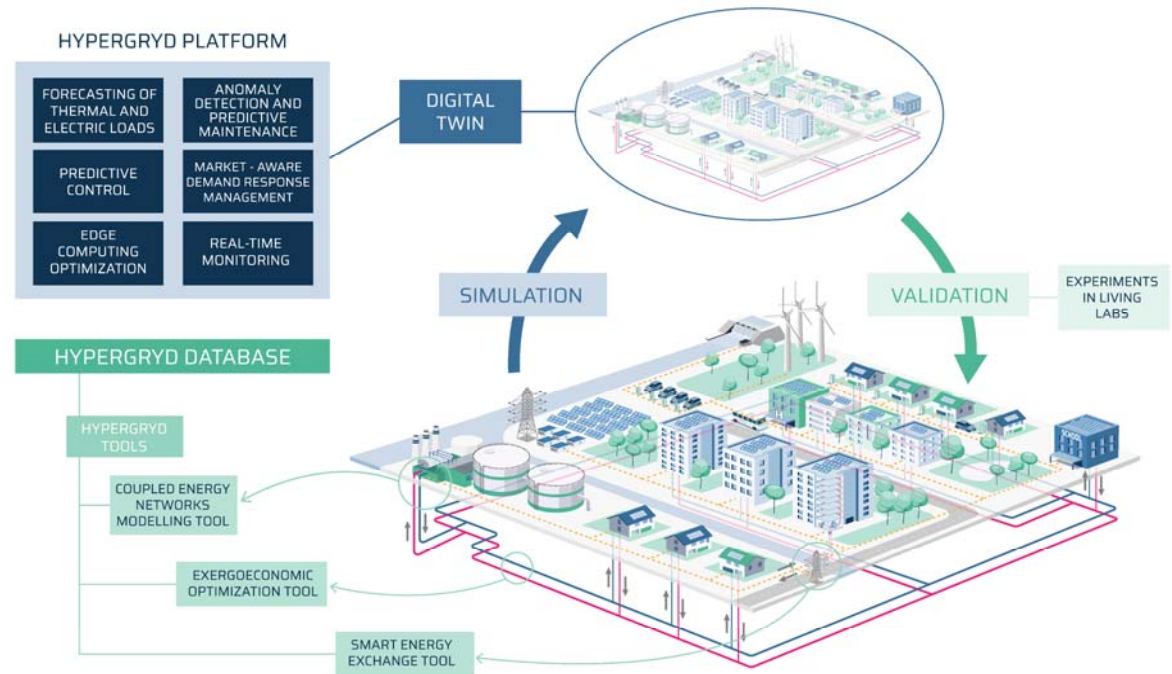 HYPERGRYD PLATFORM
FORECASTING OF
THERMAL AND
ELECTRIC LOADS
ANOMALY
DETECTION AND
PREDICTIVE
MAINTENANCE
PREDICTIVE
CONTROL
MARKET - AWARE
DEMAND RESPONSE
MANAGEMENT
EDGE
COMPUTING
OPTIMIZATION
REAL-TIME
MONITORING
DIGITAL
TWIN
SIMULATION
VALIDATION
EXPERIMENTS
IN LIVING
LABS
HYPERGRYD DATABASE
HYPERGRYD
TOOLS
COUPLED ENERGY
NETWORKS
MODELLING TOOL
EXERGOECONOMIC
OPTIMIZATION TOOL
SMART ENERGY
EXCHANGE TOOL
SCHOOL